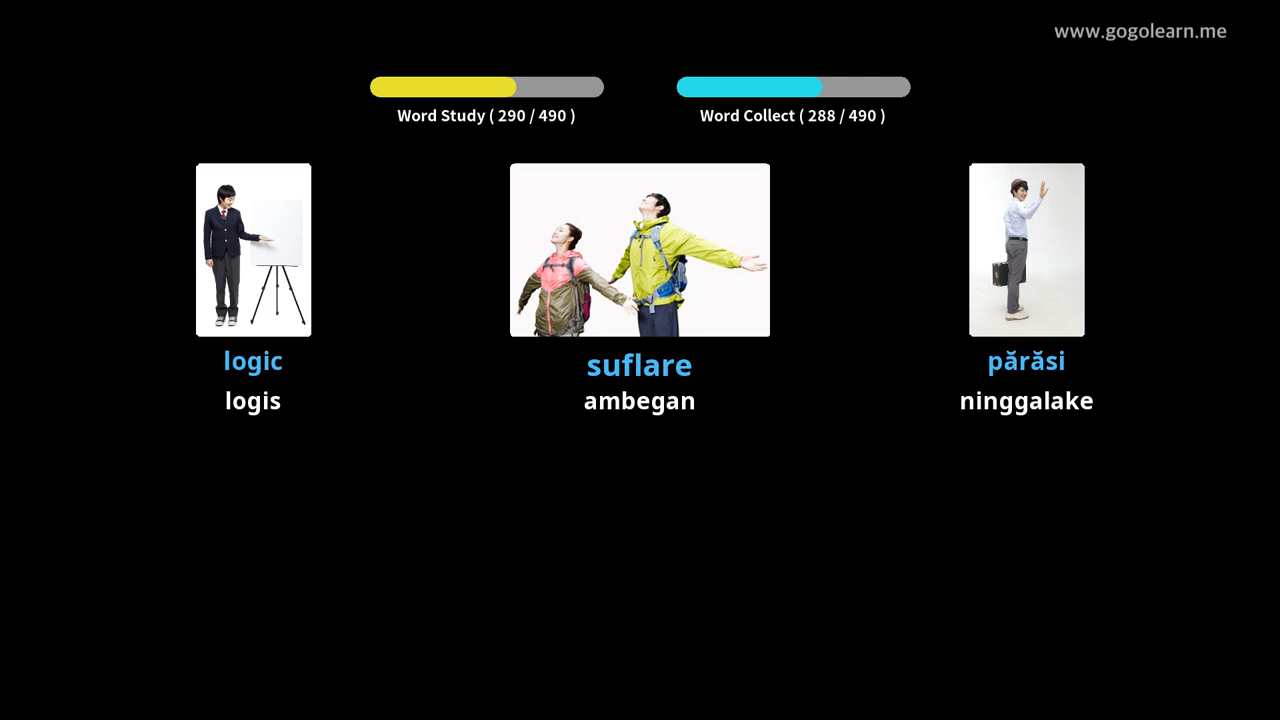 www.gogolearn.me
Word Study ( 290 / 490 )
Word Collect ( 288 / 490 )
logic
logis
suflare
ambegan
părăsi
ninggalake